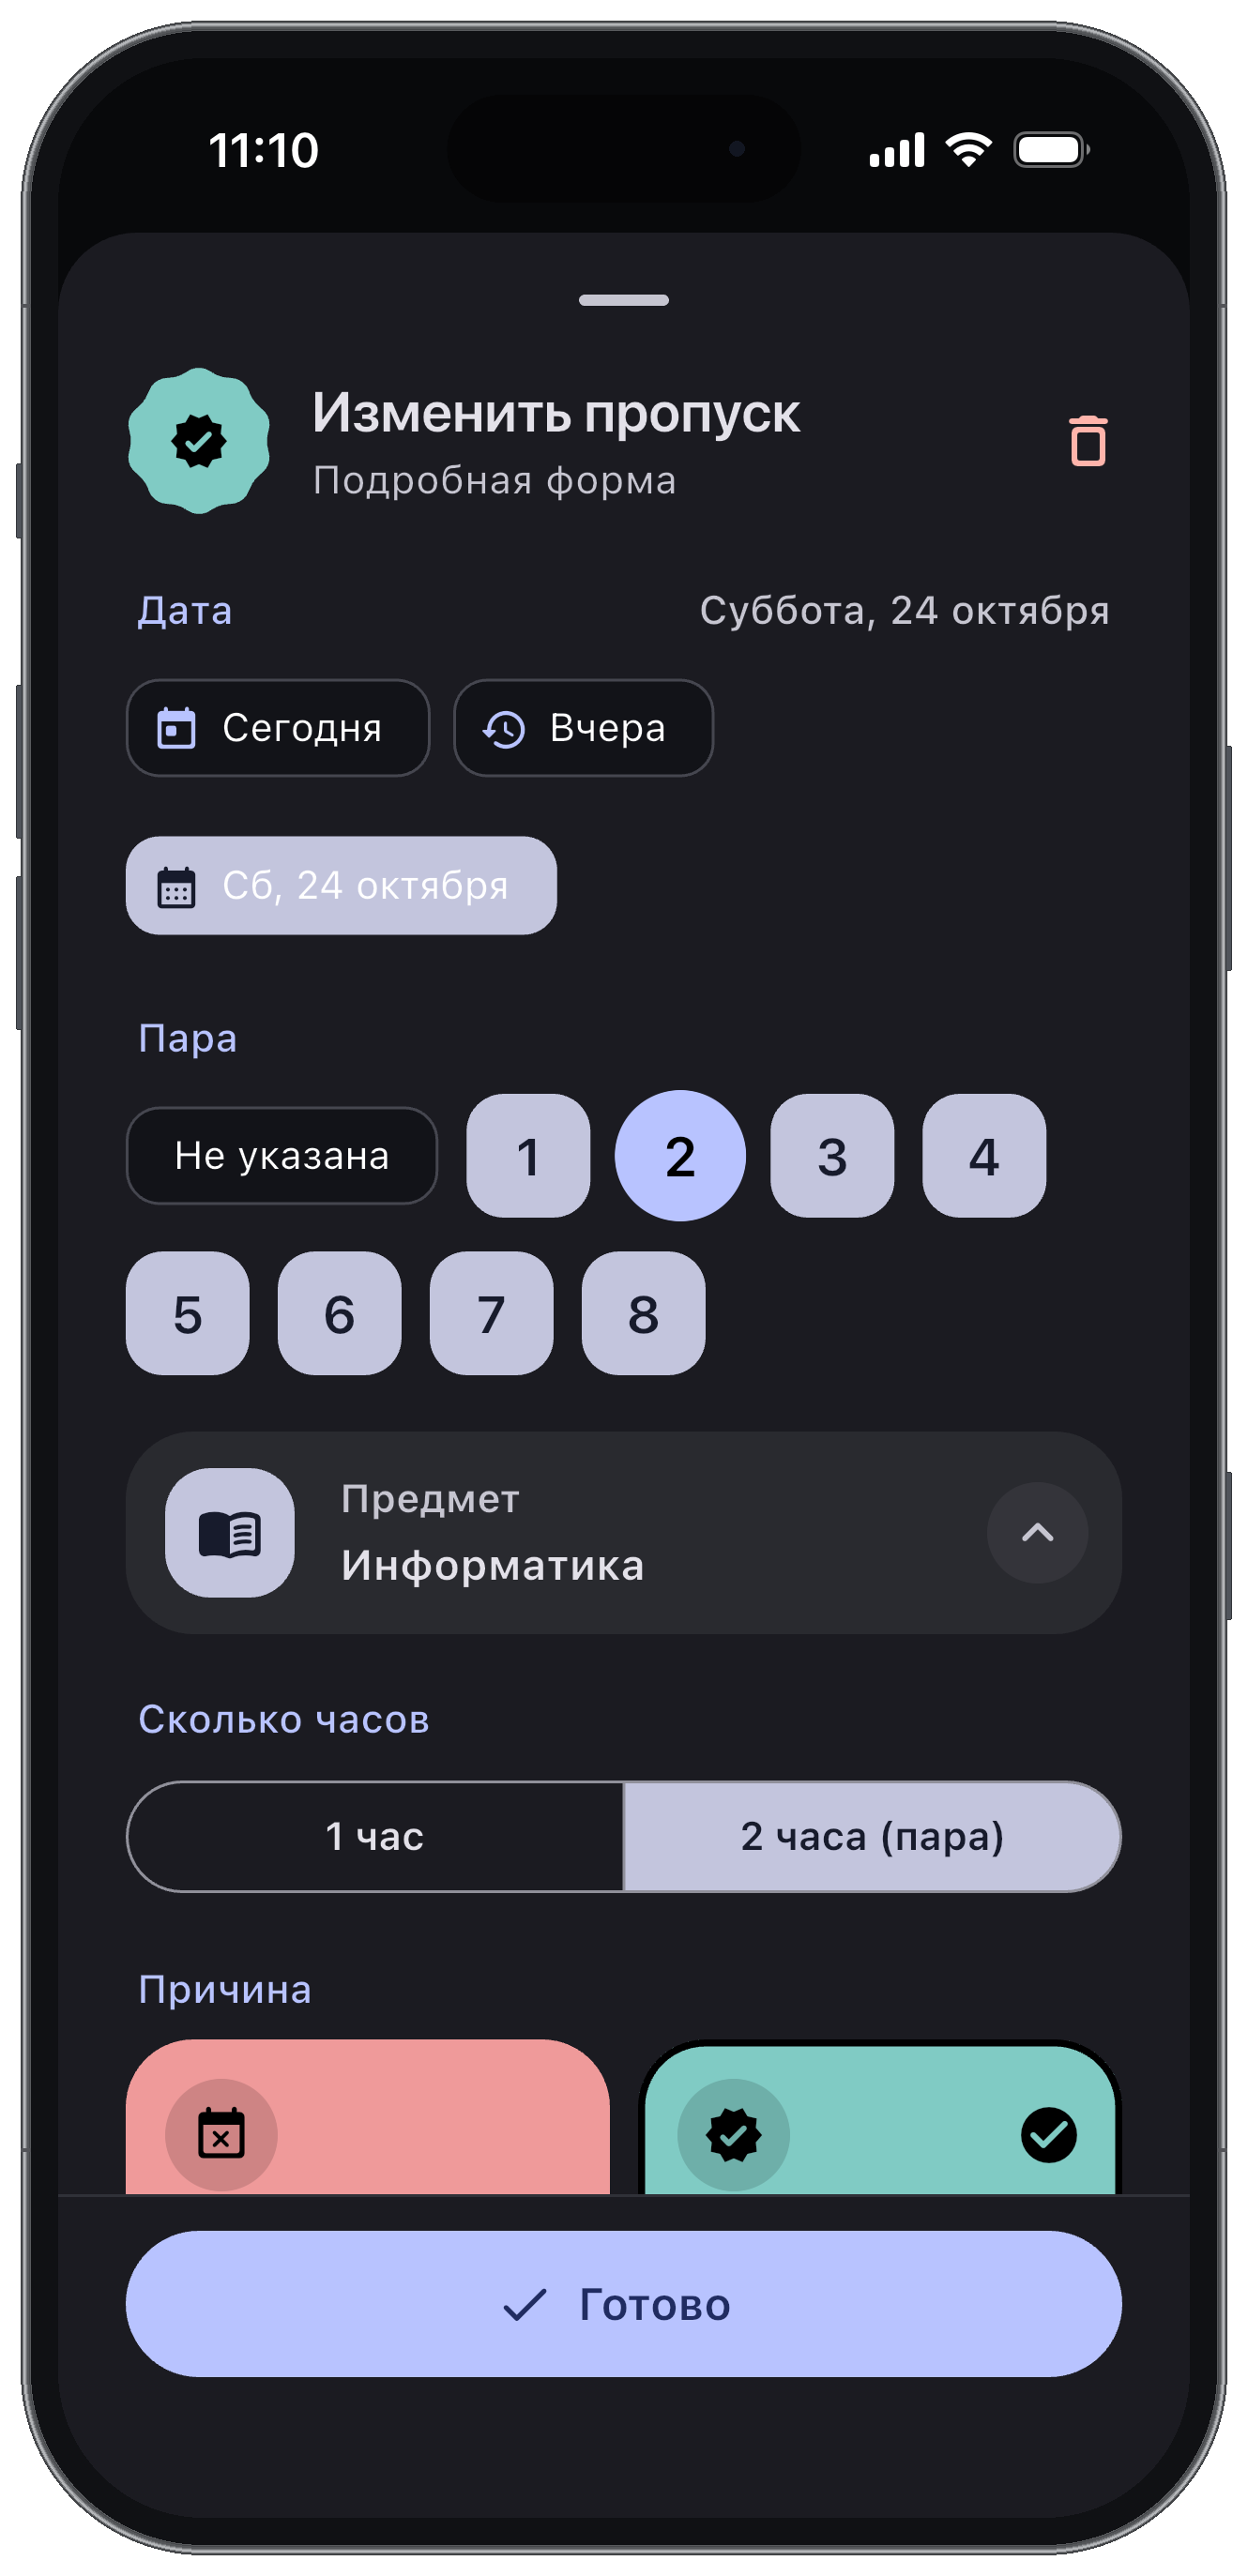 11:10
Изменить пропуск
Подробная форма
Дата
Суббота, 24 октября
Сегодня
Вчера
Сб, 24 октября
Пара
Не указана
1
2
3
4
5
6
7
8
Предмет
Информатика
Сколько часов
1 час
2 часа (пара)
Причина
Готово